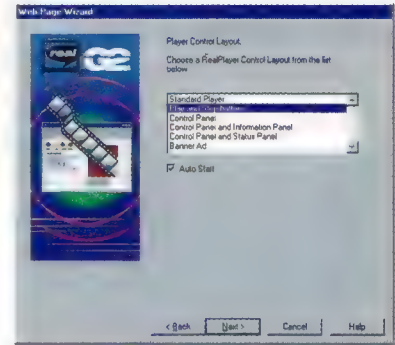 Web Page Wizard
real G2
Player Control Layout
Choose a RealPlayer Control Layout from the list
below
Standard Player
Control Panel
Control Panel and Information Panel
Control Panel and Status Panel
Banner Ad
Auto Start
< Back
Next >
Cancel
Help